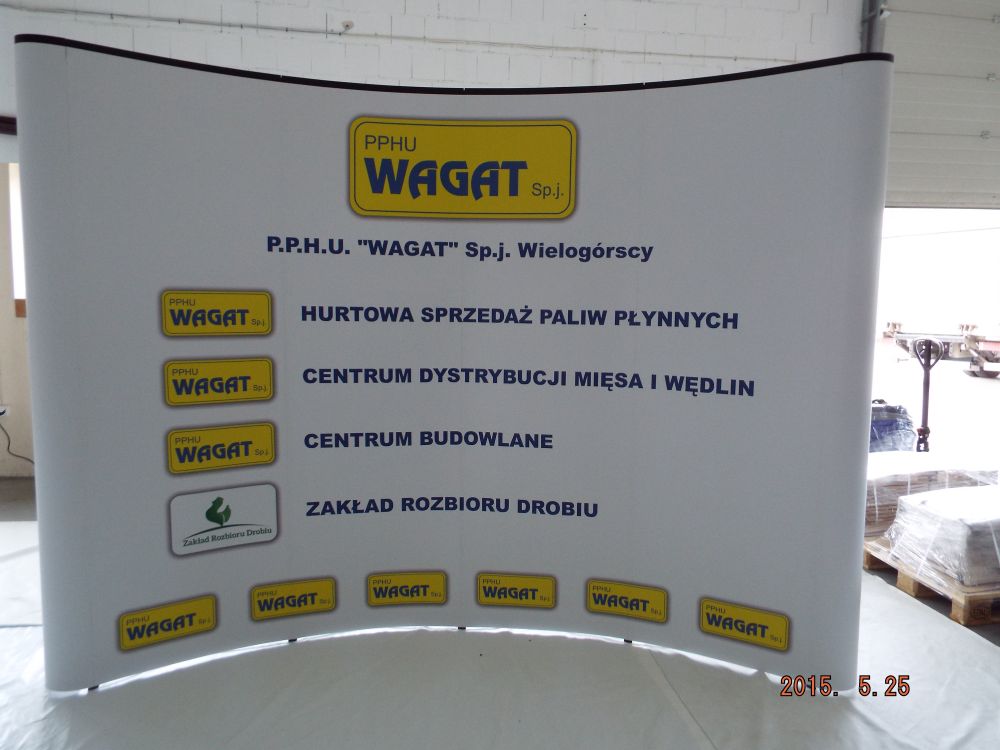 PPHU
WAGAT Sp.j.
P.P.H.U. "WAGAT" Sp.j. Wielogórscy
PPHU
WAGAT Sp.j.
HURTOWA SPRZEDAŻ PALIW PŁYNNYCH
PPHU
WAGAT Sp.j.
CENTRUM DYSTRYBUCJI MIĘSA I WĘDLIN
PPHU
WAGAT Sp.j.
CENTRUM BUDOWLANE
Zakład Rozbioru Drobiu
ZAKŁAD ROZBIORU DROBIU
PPHU
WAGAT Sp.j.
PPHU
WAGAT Sp.j.
PPHU
WAGAT Sp.j.
PPHU
WAGAT Sp.j.
PPHU
WAGAT Sp.j.
PPHU
WAGAT Sp.j.
2015. 5.25